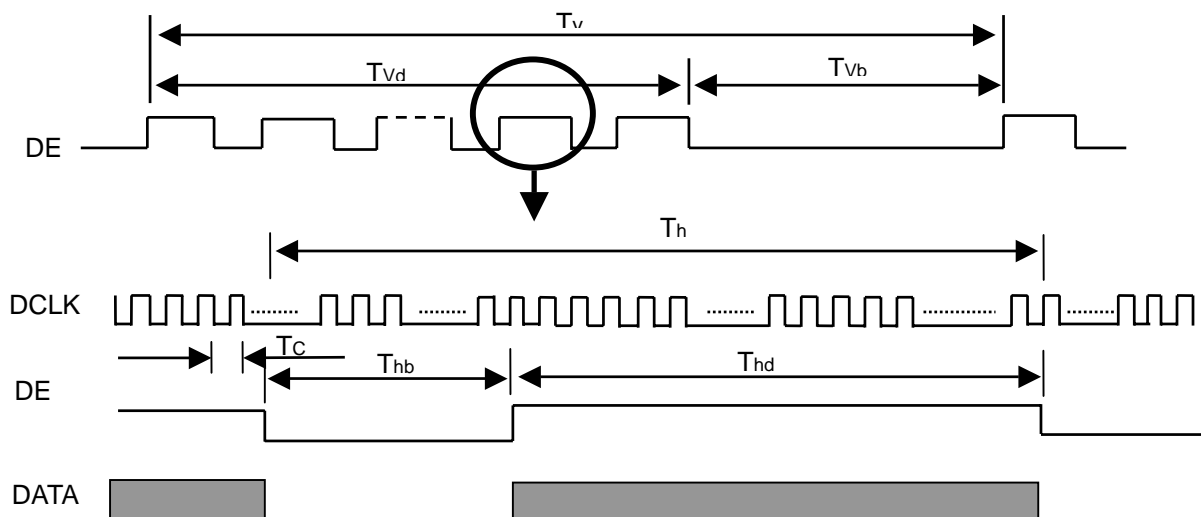 Tv
TVd
TVb
DE
Th
DCLK
TC
Thb
Thd
DE
DATA